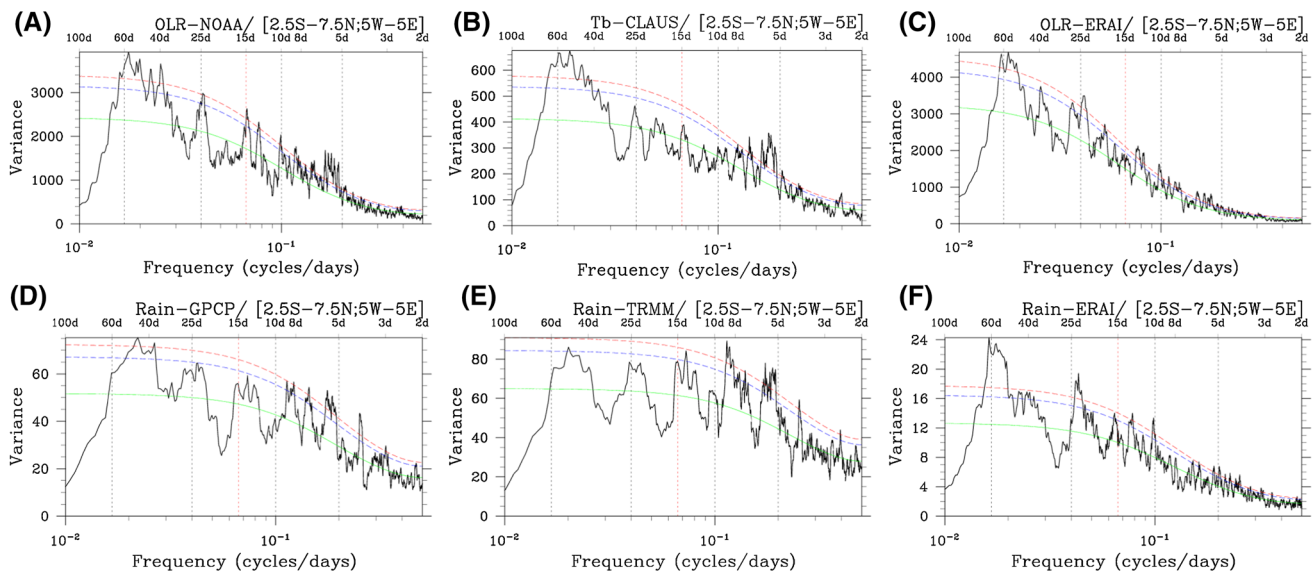 (A) OLR-NOAA/ [2.5S-7.5N;5W-5E]
100d 60d 40d 25d 15d 10d 8d 5d 3d 2d
Variance
3000
2000
1000
0
10⁻² 10⁻¹
Frequency (cycles/days)
(B) Tb-CLAUS/ [2.5S-7.5N;5W-5E]
100d 60d 40d 25d 15d 10d 8d 5d 3d 2d
Variance
600
500
400
300
200
100
0
10⁻² 10⁻¹
Frequency (cycles/days)
(C) OLR-ERAI/ [2.5S-7.5N;5W-5E]
100d 60d 40d 25d 15d 10d 8d 5d 3d 2d
Variance
4000
3000
2000
1000
0
10⁻² 10⁻¹
Frequency (cycles/days)
(D) Rain-GPCP/ [2.5S-7.5N;5W-5E]
100d 60d 40d 25d 15d 10d 8d 5d 3d 2d
Variance
60
40
20
0
10⁻² 10⁻¹
Frequency (cycles/days)
(E) Rain-TRMM/ [2.5S-7.5N;5W-5E]
100d 60d 40d 25d 15d 10d 8d 5d 3d 2d
Variance
80
60
40
20
0
10⁻² 10⁻¹
Frequency (cycles/days)
(F) Rain-ERAI/ [2.5S-7.5N;5W-5E]
100d 60d 40d 25d 15d 10d 8d 5d 3d 2d
Variance
24
20
16
12
8
4
0
10⁻² 10⁻¹
Frequency (cycles/days)